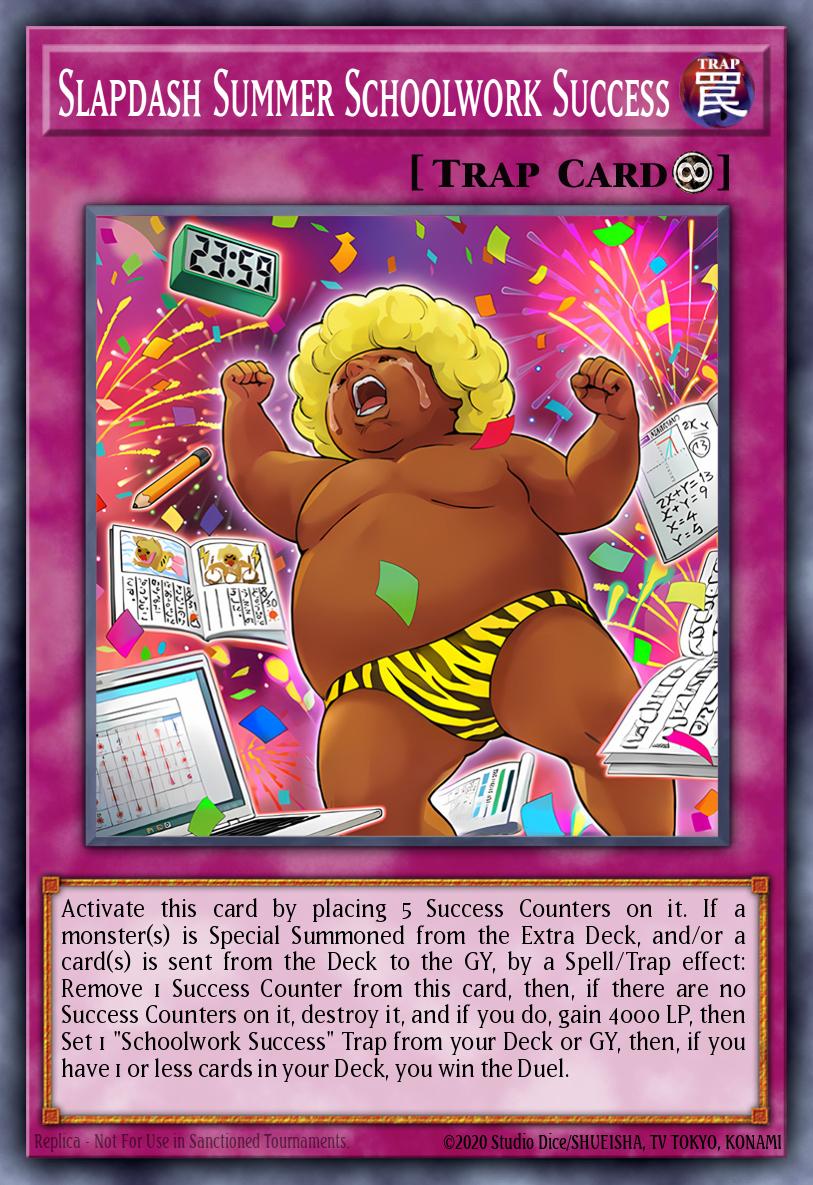 Slapdash Summer Schoolwork Success
TRAP
罠
[ Trap Card ]
23:59
2X
13
2X+Y=13
X+Y=9
X=4
Y=5
Activate this card by placing 5 Success Counters on it. If a
monster(s) is Special Summoned from the Extra Deck, and/or a
card(s) is sent from the Deck to the GY, by a Spell/Trap effect:
Remove 1 Success Counter from this card, then, if there are no
Success Counters on it, destroy it, and if you do, gain 4000 LP, then
Set 1 "Schoolwork Success" Trap from your Deck or GY, then, if you
have 1 or less cards in your Deck, you win the Duel.
Replica - Not For Use in Sanctioned Tournaments.
©2020 Studio Dice/SHUEISHA, TV TOKYO, KONAMI